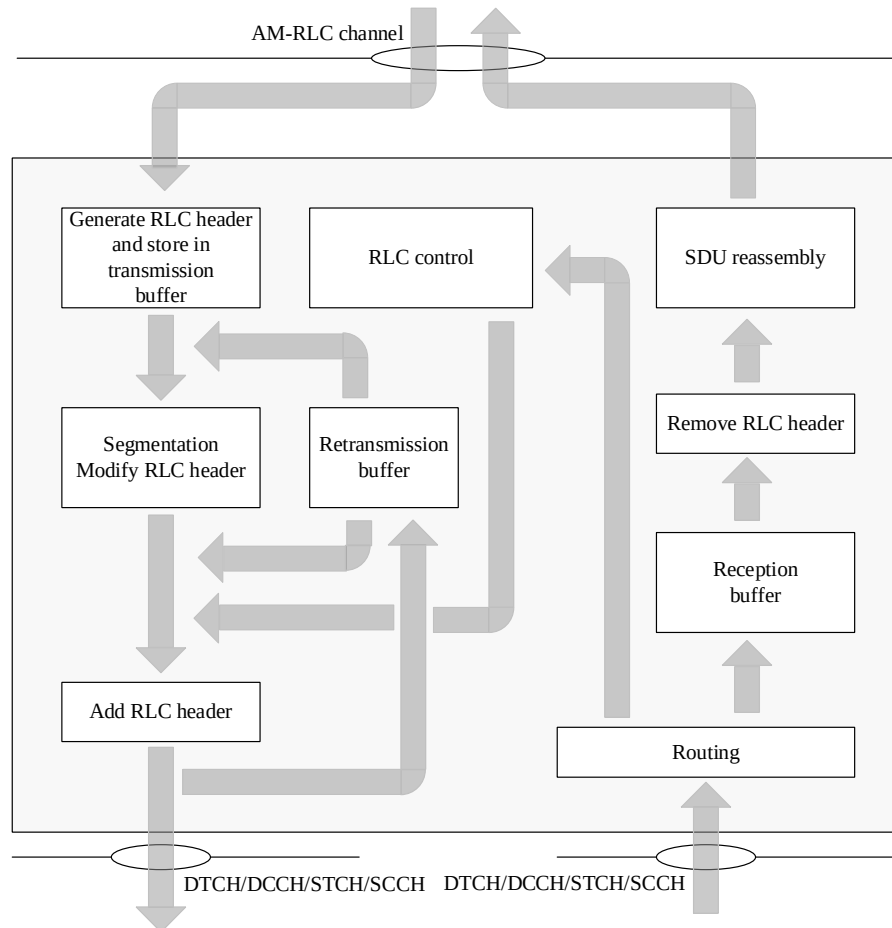 AM-RLC channel
Generate RLC header
and store in
transmission
buffer
RLC control
SDU reassembly
Segmentation
Modify RLC header
Retransmission
buffer
Remove RLC header
Reception
buffer
Add RLC header
Routing
DTCH/DCCH/STCH/SCCH
DTCH/DCCH/STCH/SCCH